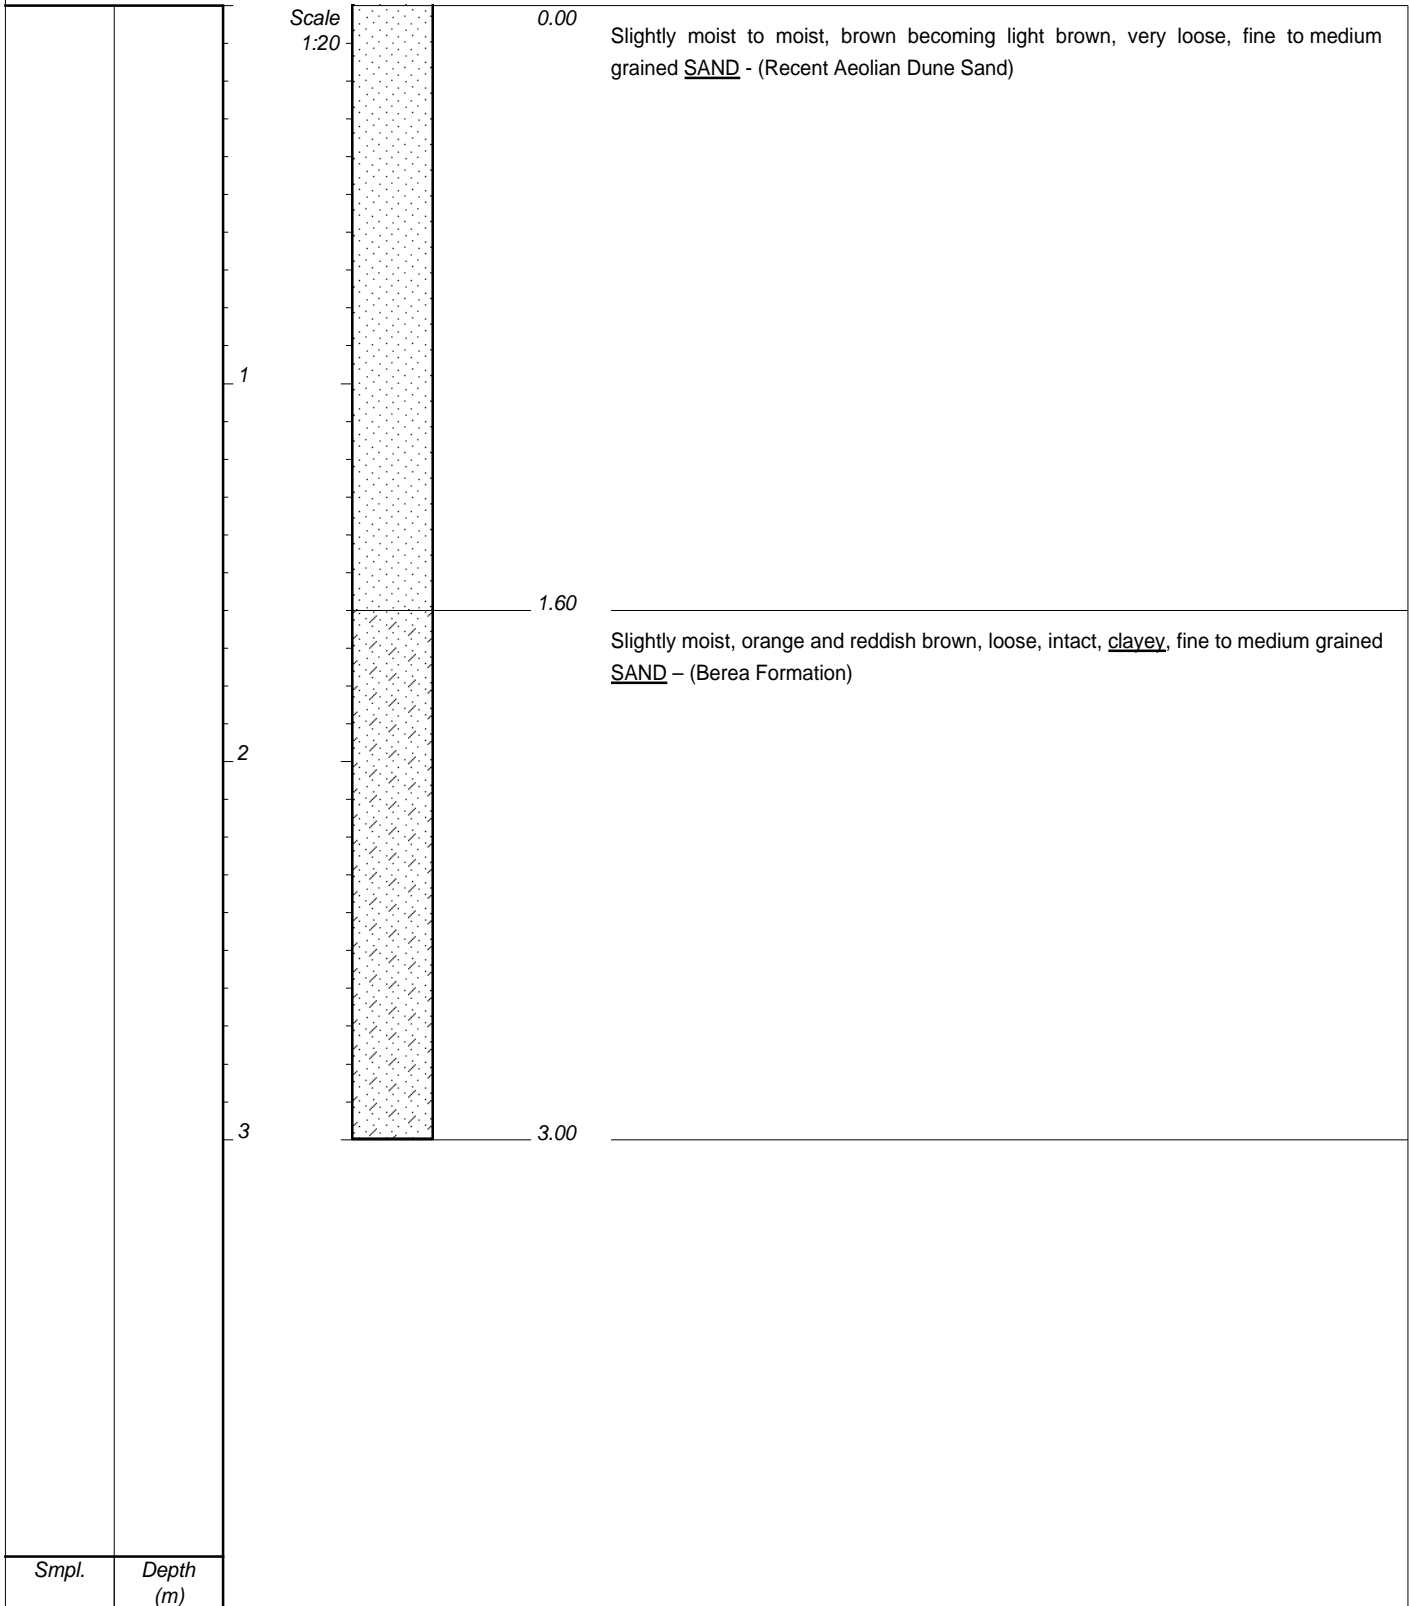 Scale
1:20
0.00
Slightly moist to moist, brown becoming light brown, very loose, fine to medium
grained SAND - (Recent Aeolian Dune Sand)
1
1.60
Slightly moist, orange and reddish brown, loose, intact, clayey, fine to medium grained
SAND – (Berea Formation)
2
3
3.00
Smpl.
Depth
(m)